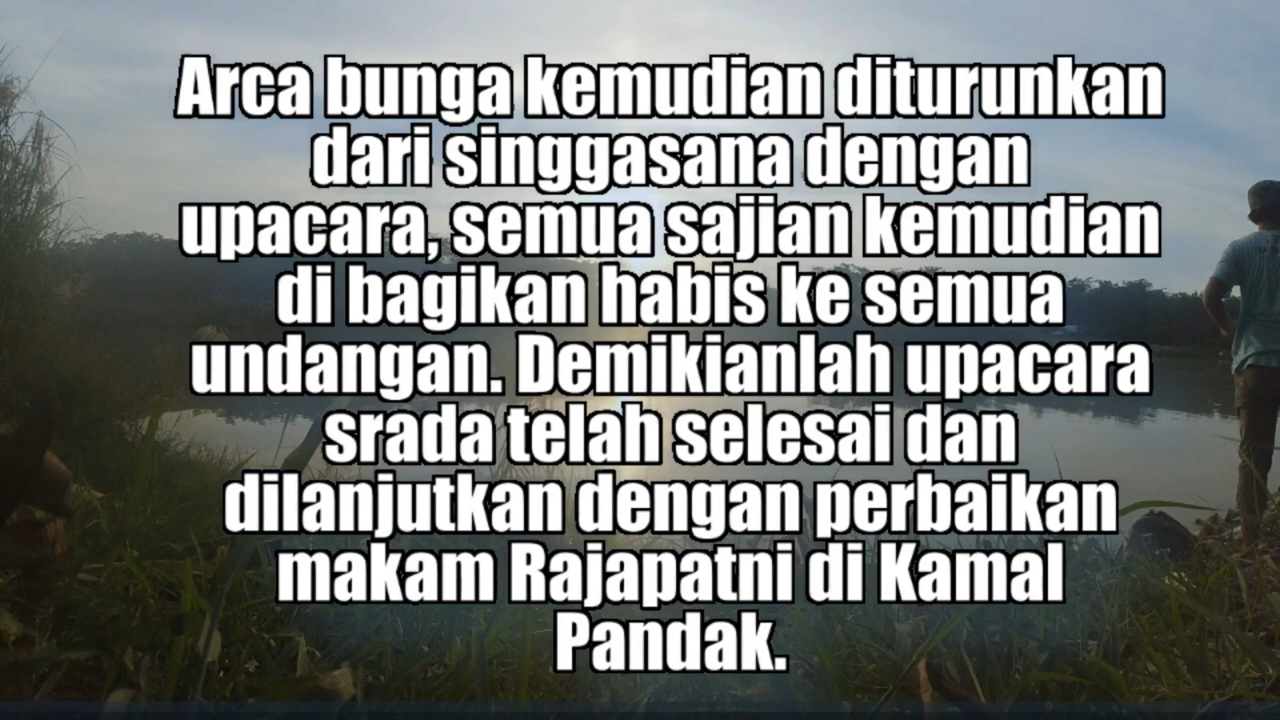 Arca bunga kemudian diturunkan
dari singgasana dengan
upacara, semua sajian kemudian
di bagikan habis ke semua
undangan. Demikianlah upacara
srada telah selesai dan
dilanjutkan dengan perbaikan
makam Rajapatni di Kamal
Pandak.